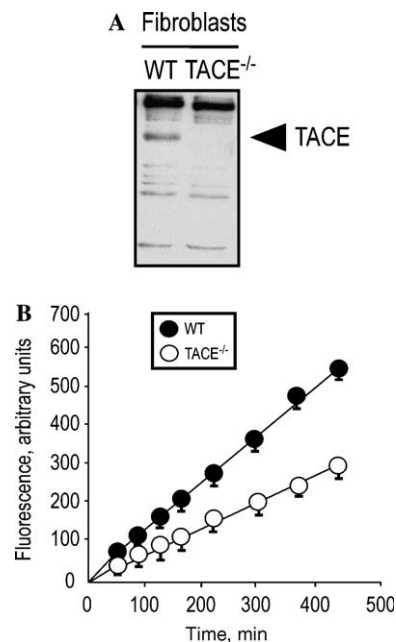 A Fibroblasts
WT TACE-/-
TACE
B
700
600
500
400
300
200
100
0
WT
TACE-/-
Fluorescence, arbitrary units
0 100 200 300 400 500
Time, min